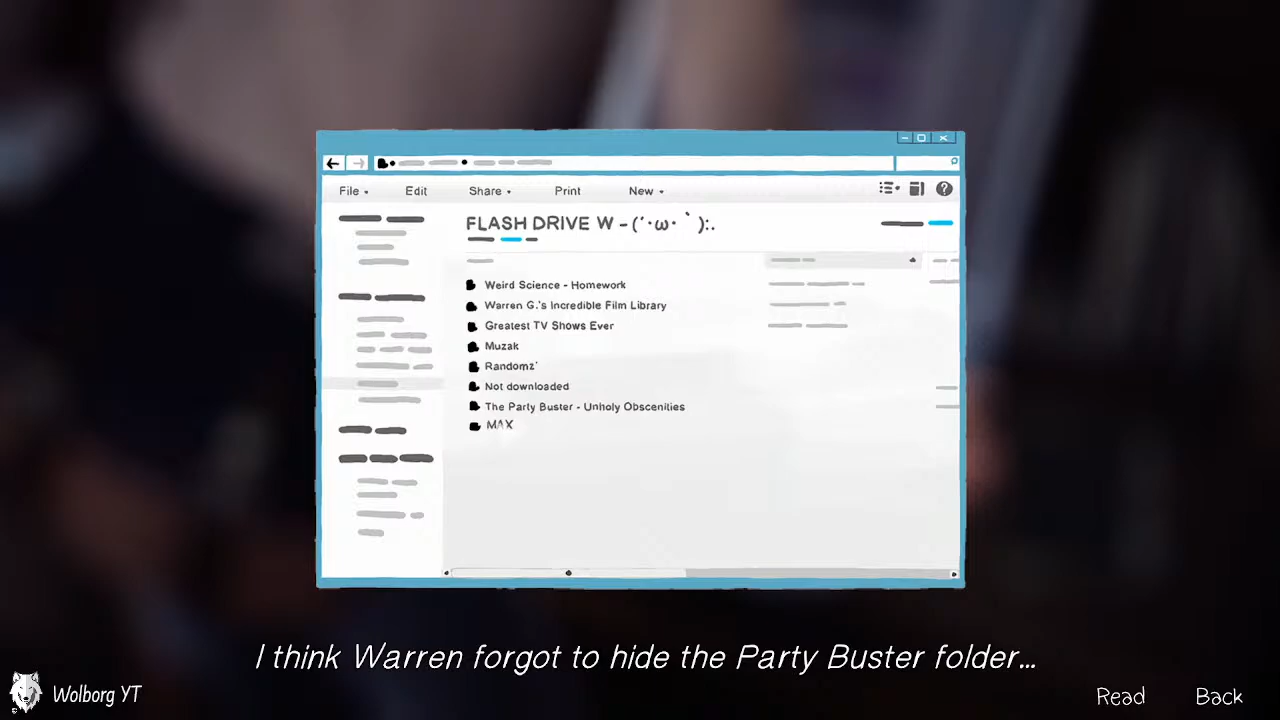 File Edit Share Print New
FLASH DRIVE W -(´･ω･`):.
Weird Science - Homework
Warren G.'s Incredible Film Library
Greatest TV Shows Ever
Muzak
Randomz'
Not downloaded
The Party Buster - Unholy Obscenities
MAX
I think Warren forgot to hide the Party Buster folder...
Wolborg YT
Read Back